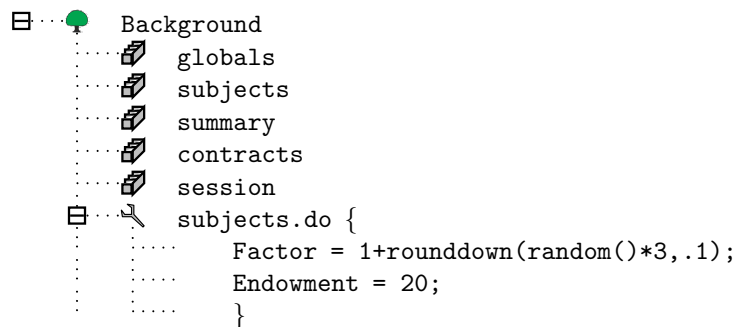 Background
globals
subjects
summary
contracts
session
subjects.do {
Factor = 1+rounddown(random()*3,.1);
Endowment = 20;
}